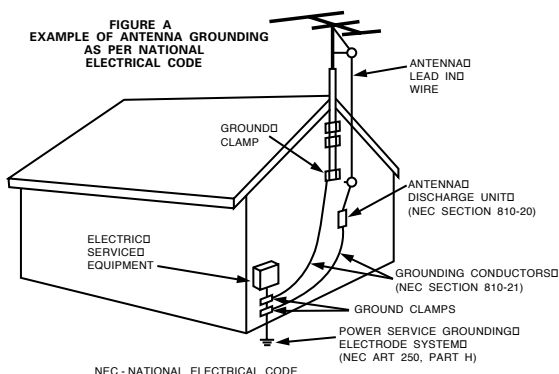 FIGURE A
EXAMPLE OF ANTENNA GROUNDING
AS PER NATIONAL
ELECTRICAL CODE
ANTENNA
LEAD IN
WIRE
GROUND
CLAMP
ANTENNA
DISCHARGE UNIT
(NEC SECTION 810-20)
ELECTRIC
SERVICE
EQUIPMENT
GROUNDING CONDUCTORS
(NEC SECTION 810-21)
GROUND CLAMPS
POWER SERVICE GROUNDING
ELECTRODE SYSTEM
(NEC ART 250, PART H)
NEC - NATIONAL ELECTRICAL CODE